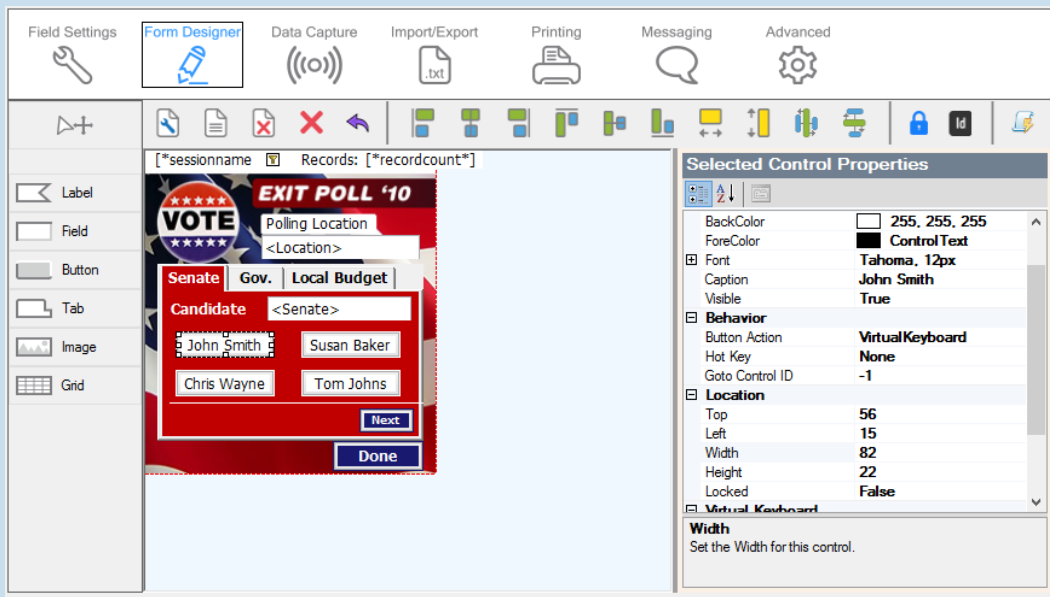 Field Settings
Form Designer
Data Capture
Import/Export
Printing
Messaging
Advanced
.txt
Id
[*sessionname
Records: [*recordcount*]
Label
Field
Button
Tab
Image
Grid
VOTE
EXIT POLL ‘10
Polling Location
<Location>
Senate
Gov.
Local Budget
Candidate
<Senate>
John Smith
Susan Baker
Chris Wayne
Tom Johns
Next
Done
Selected Control Properties
A
Z
BackColor 255, 255, 255
ForeColor ControlText
Font Tahoma, 12px
Caption John Smith
Visible True
Behavior
Button Action VirtualKeyboard
Hot Key None
Goto Control ID -1
Location
Top 56
Left 15
Width 82
Height 22
Locked False
Virtual Keyboard
Width
Set the Width for this control.